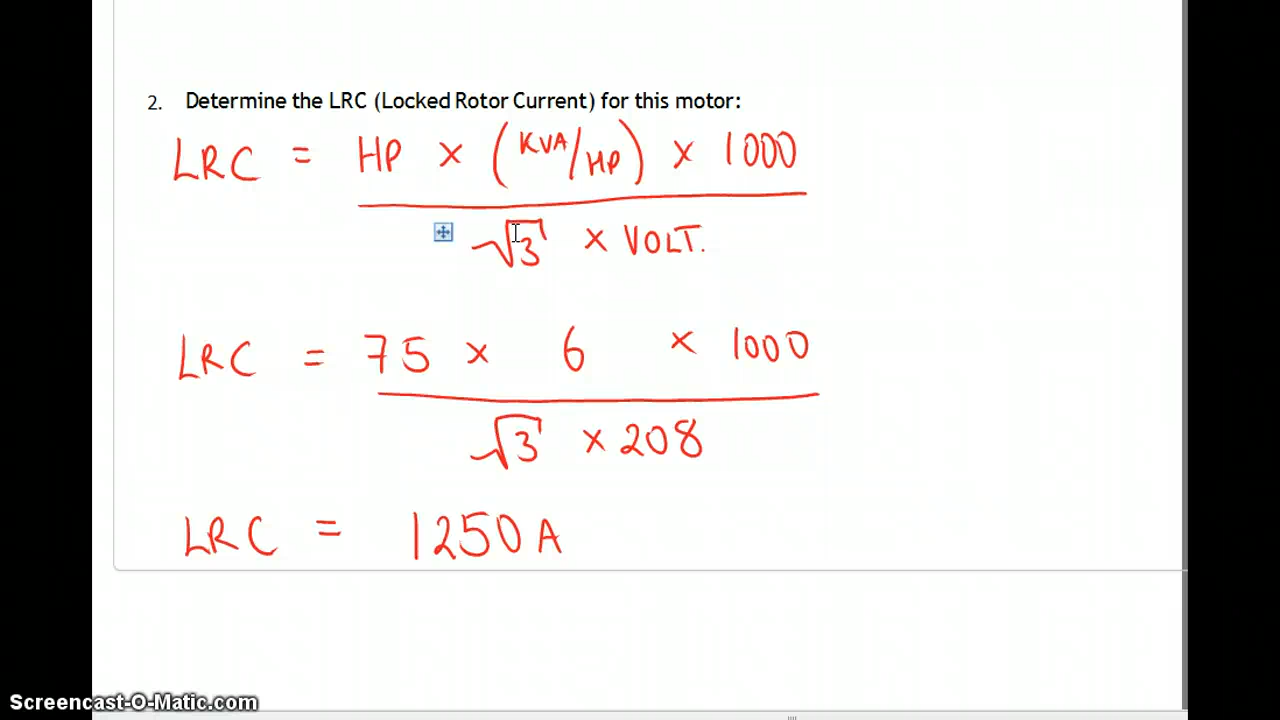 2. Determine the LRC (Locked Rotor Current) for this motor:
LRC = HP × (KVA/HP) × 1000
√3 × VOLT.
LRC = 75 × 6 × 1000
√3 × 208
LRC = 1250 A
Screencast-O-Matic.com